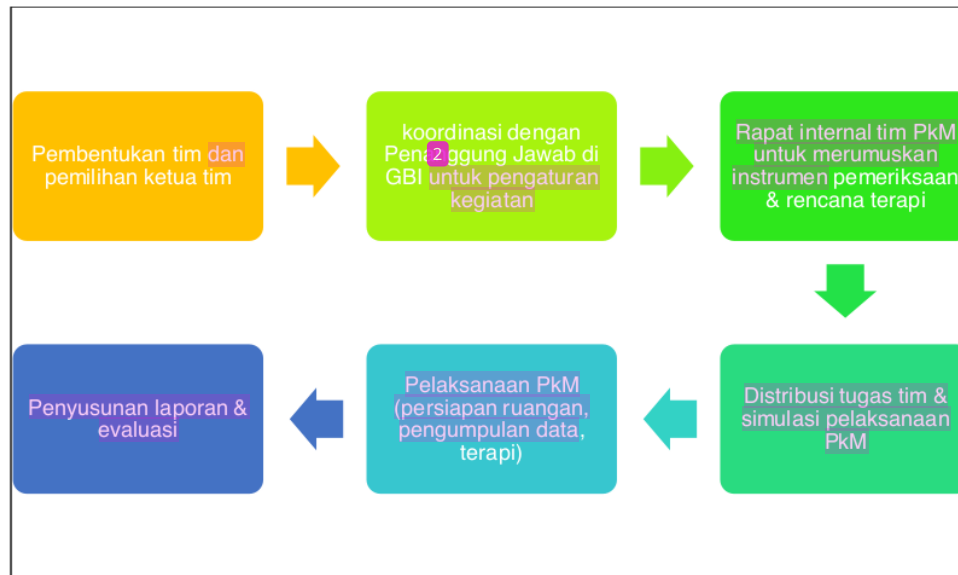 Pembentukan tim dan
pemilihan ketua tim
koordinasi dengan
Pena2ggung Jawab di
GBI untuk pengaturan
kegiatan
Rapat internal tim PkM
untuk merumuskan
instrumen pemeriksaan
& rencana terapi
Distribusi tugas tim &
simulasi pelaksanaan
PkM
Pelaksanaan PkM
(persiapan ruangan,
pengumpulan data,
terapi)
Penyusunan laporan &
evaluasi